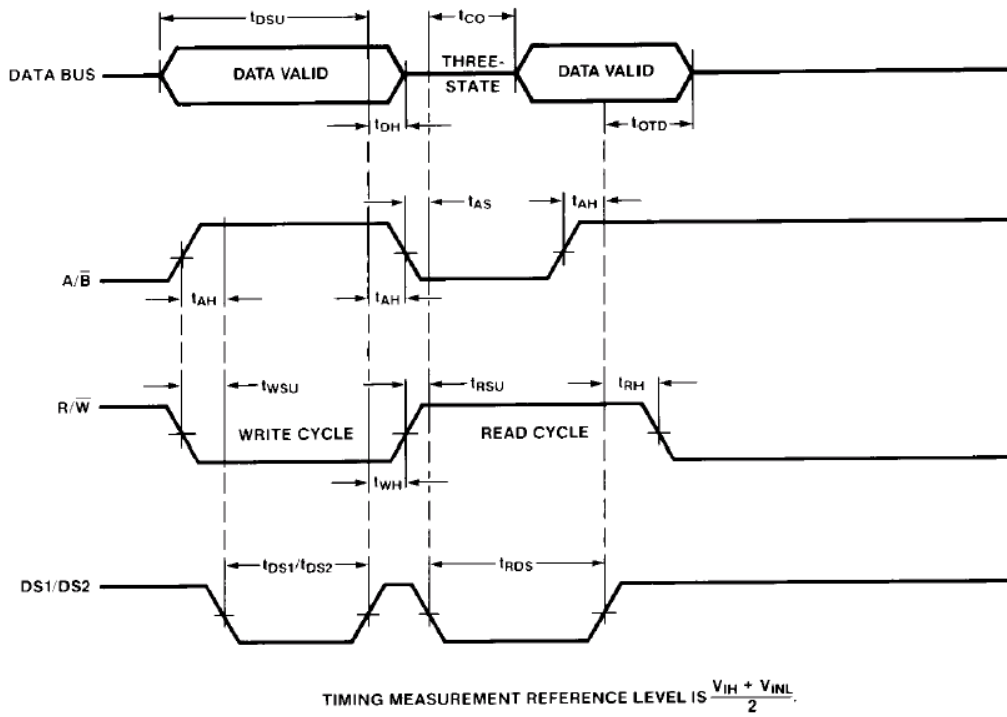 tDSU
tCO
DATA BUS
DATA VALID
THREE-
STATE
DATA VALID
tDH
tOTD
tAS
tAH
A/B̅
tAH
tAH
tWSU
tRSU
tRH
R/W̅
WRITE CYCLE
READ CYCLE
tWH
tDS1/tDS2
tRDS
DS1/DS2
TIMING MEASUREMENT REFERENCE LEVEL IS (VIH + VINL)/2.